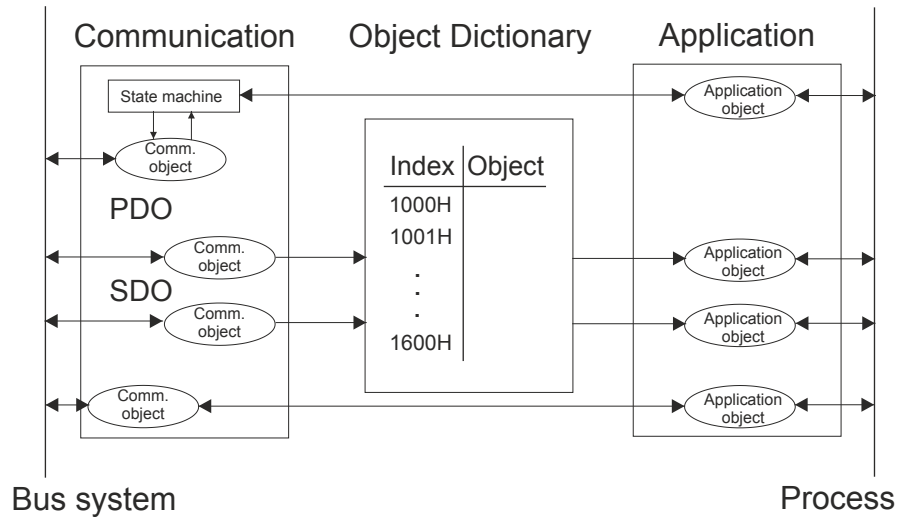 Communication
Object Dictionary
Application
State machine
Application
object
Comm.
object
Index Object
PDO
1000H
1001H
Comm.
object
Application
object
SDO
.
.
.
Comm.
object
Application
object
1600H
Comm.
object
Application
object
Bus system
Process